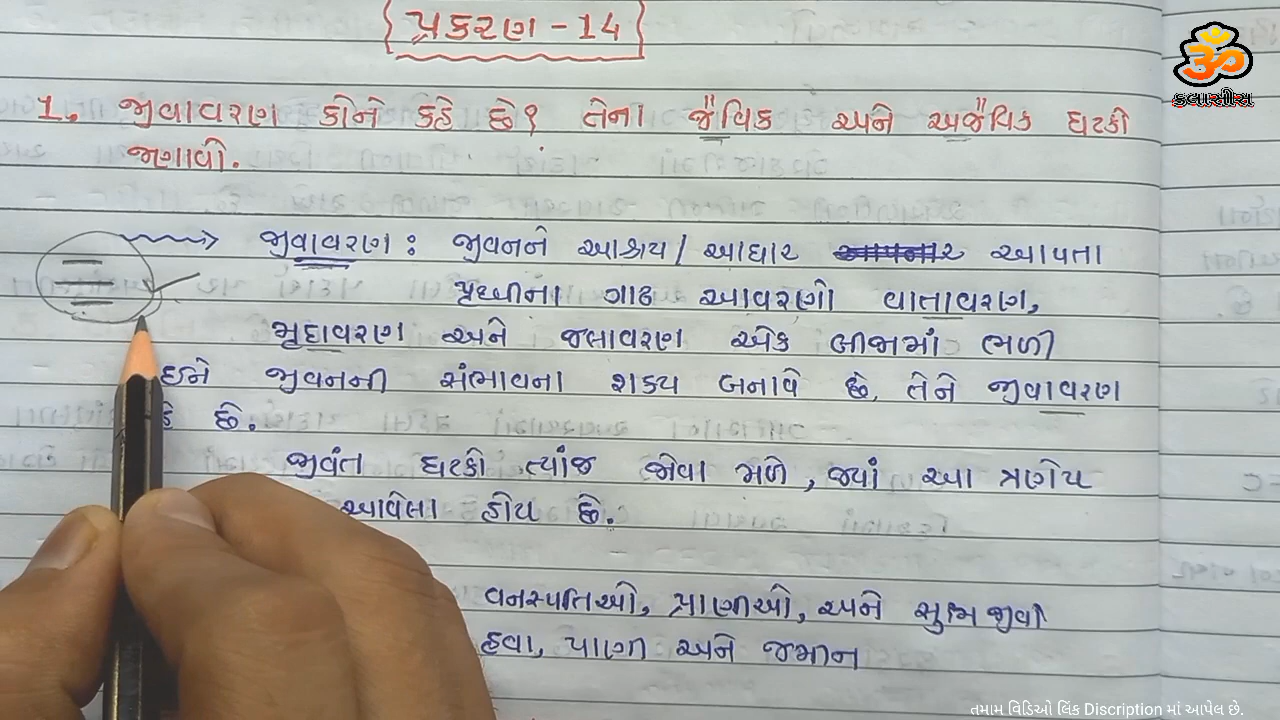 પ્રકરણ - 14
ૐ
કલાસીસ
1. જીવાવરણ કોને કહે છે? તેના જૈવિક અને અજૈવિક ઘટકો
જણાવો.
જીવાવરણ : જીવનને આશ્રય / આધાર આપતા
પૃથ્વીના ગાઢ આવરણો વાતાવરણ,
મૃદાવરણ અને જલાવરણ એક બીજામાં ભળી
જીવનની સંભાવના શક્ય બનાવે છે, તેને જીવાવરણ
છે.
જીવંત ઘટકો ત્યાંજ જોવા મળે, જ્યાં આ ત્રણેય
આવેલા હોય છે.
વનસ્પતિઓ, પ્રાણીઓ, અને સુક્ષ્મ જીવો
હવા, પાણી અને જમીન
તમામ વિડિઓ લિંક Discription માં આપેલ છે.